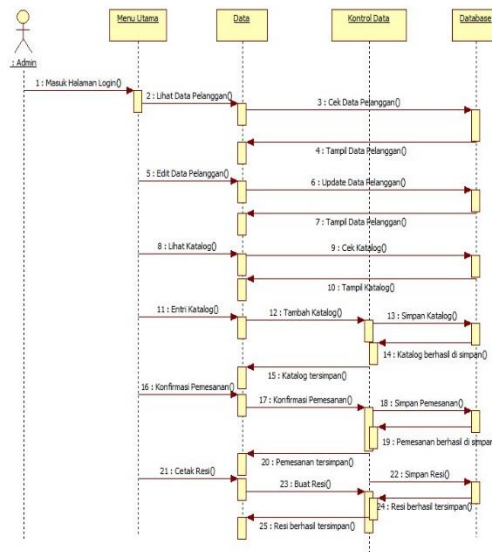 Menu Utama
Data
Kontrol Data
Database
: Admin
1 : Masuk Halaman Login()
2 : Lihat Data Pelanggan()
3 : Cek Data Pelanggan()
4 : Tampil Data Pelanggan()
5 : Edit Data Pelanggan()
6 : Update Data Pelanggan()
7 : Tampil Data Pelanggan()
8 : Lihat Katalog()
9 : Cek Katalog()
10 : Tampil Katalog()
11 : Entri Katalog()
12 : Tambah Katalog()
13 : Simpan Katalog()
14 : Katalog berhasil di simpan()
15 : Katalog tersimpan()
16 : Konfirmasi Pemesanan()
17 : Konfirmasi Pemesanan()
18 : Simpan Pemesanan()
19 : Pemesanan berhasil di simpan
20 : Pemesanan tersimpan()
21 : Cetak Resi()
22 : Simpan Resi()
23 : Buat Resi()
24 : Resi berhasil tersimpan()
25 : Resi berhasil tersimpan()